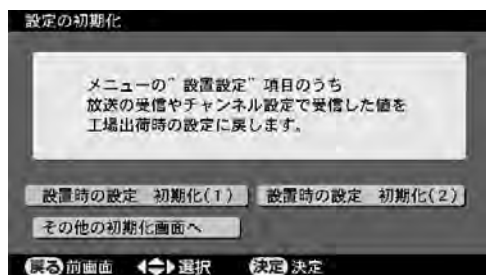 設定の初期化
メニューの"設置設定"項目のうち
放送の受信やチャンネル設定で受信した値を
工場出荷時の設定に戻します。
設置時の設定 初期化(1) 設置時の設定 初期化(2)
その他の初期化画面へ
戻る 前画面 選択 決定 決定